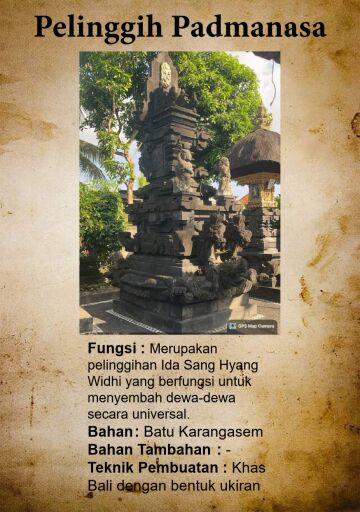 Pelinggih Padmanasa
GPS Map Camera
Fungsi : Merupakan
pelinggihan Ida Sang Hyang
Widhi yang berfungsi untuk
menyembah dewa-dewa
secara universal.
Bahan: Batu Karangasem
Bahan Tambahan : -
Teknik Pembuatan : Khas
Bali dengan bentuk ukiran